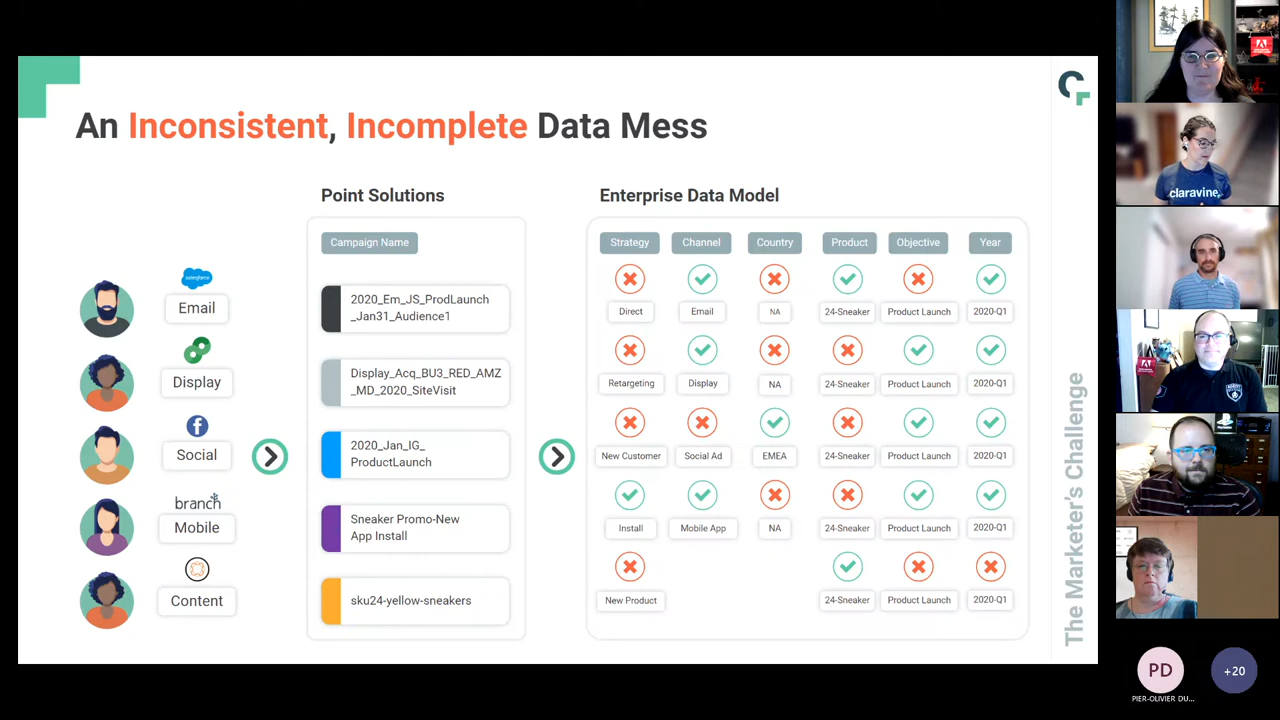 An Inconsistent, Incomplete Data Mess
Point Solutions
Enterprise Data Model
Campaign Name
Strategy
Channel
Country
Product
Objective
Year
salesforce
Email
2020_Em_JS_ProdLaunch
_Jan31_Audience1
Direct
Email
NA
24-Sneaker
Product Launch
2020-Q1
Display
Display_Acq_BU3_RED_AMZ
_MD_2020_SiteVisit
Retargeting
Display
NA
24-Sneaker
Product Launch
2020-Q1
Social
2020_Jan_IG_
ProductLaunch
New Customer
Social Ad
EMEA
24-Sneaker
Product Launch
2020-Q1
branch
Mobile
Sneaker Promo-New
App Install
Install
Mobile App
NA
24-Sneaker
Product Launch
2020-Q1
Content
sku24-yellow-sneakers
New Product
24-Sneaker
Product Launch
2020-Q1
The Marketer's Challenge
claravine
PD
PIER-OLIVIER DU...
+20